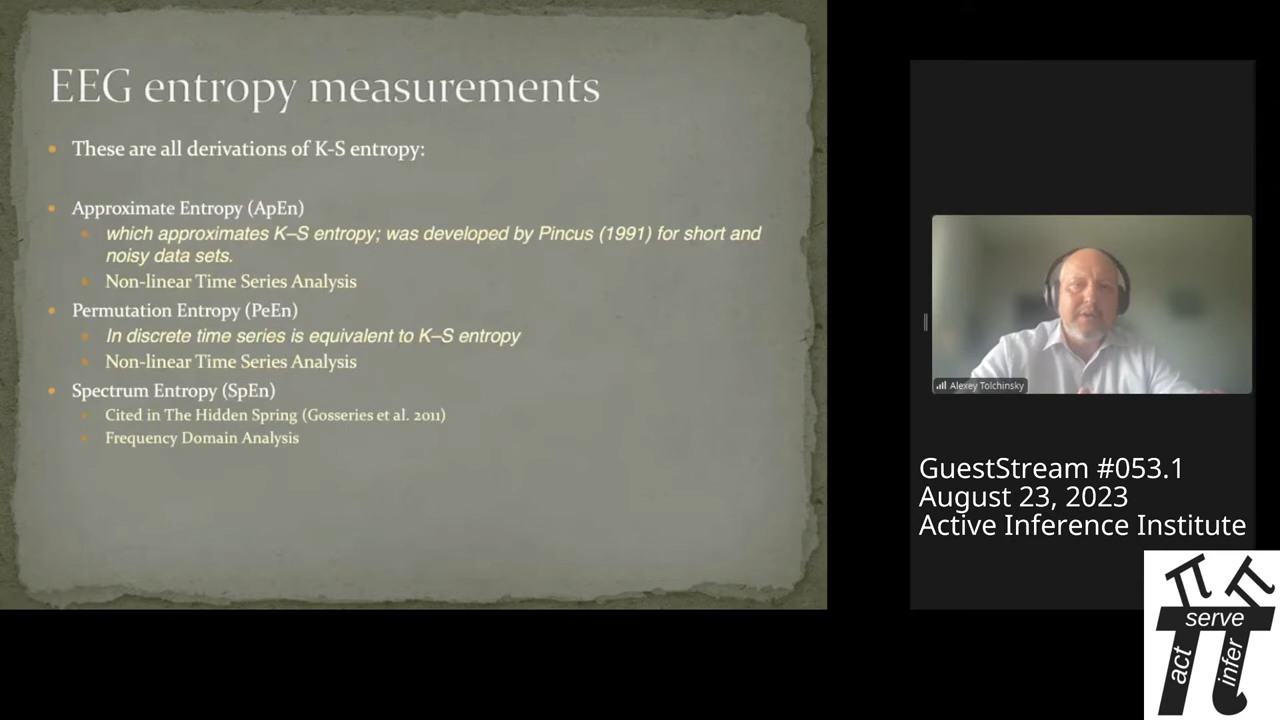 EEG entropy measurements
These are all derivations of K-S entropy:
Approximate Entropy (ApEn)
which approximates K–S entropy; was developed by Pincus (1991) for short and
noisy data sets.
Non-linear Time Series Analysis
Permutation Entropy (PeEn)
In discrete time series is equivalent to K–S entropy
Non-linear Time Series Analysis
Spectrum Entropy (SpEn)
Cited in The Hidden Spring (Gosseries et al. 2011)
Frequency Domain Analysis
Alexey Tolchinsky
GuestStream #053.1
August 23, 2023
Active Inference Institute
serve
act
infer